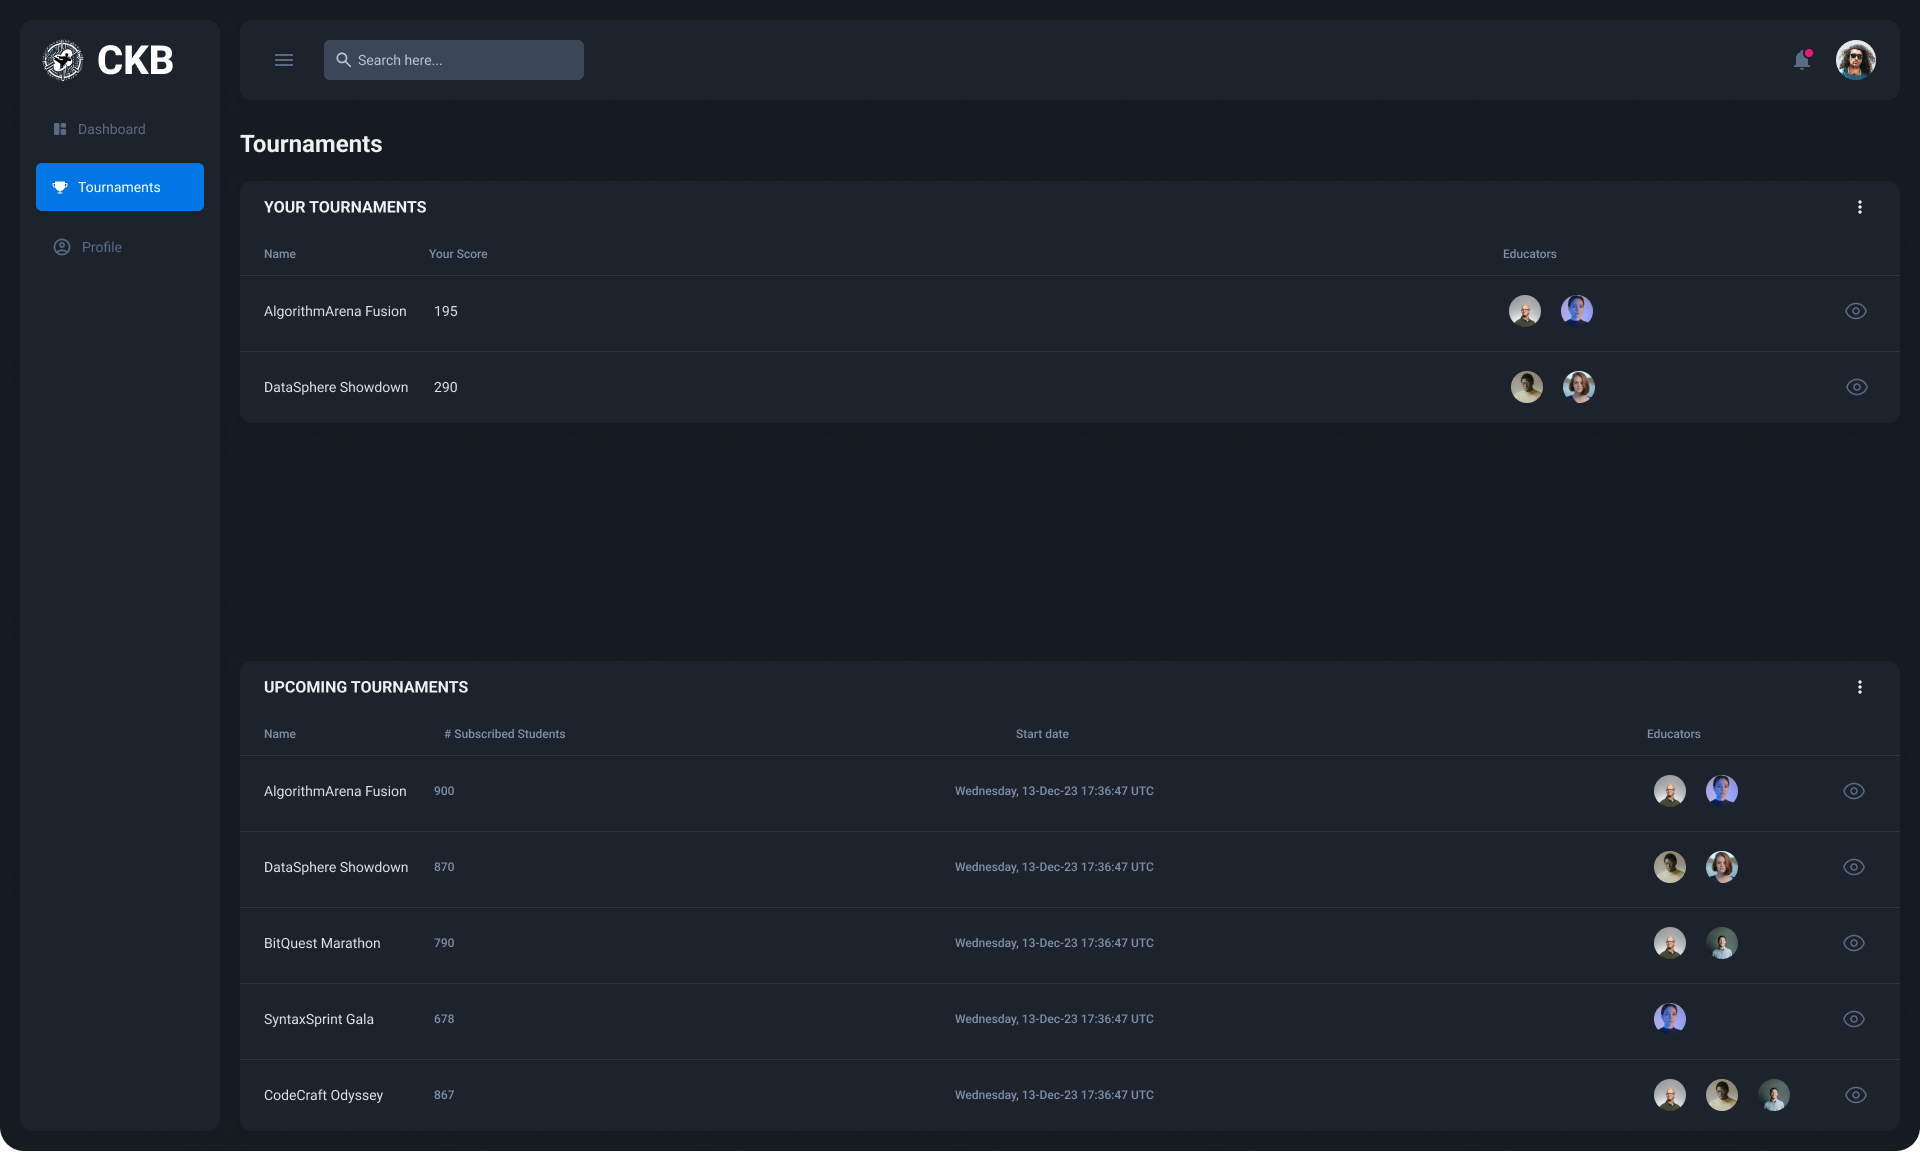 CKB
Search here...
Dashboard
Tournaments
Profile
Tournaments
YOUR TOURNAMENTS
Name Your Score Educators
AlgorithmArena Fusion 195
DataSphere Showdown 290
UPCOMING TOURNAMENTS
Name # Subscribed Students Start date Educators
AlgorithmArena Fusion 900 Wednesday, 13-Dec-23 17:36:47 UTC
DataSphere Showdown 870 Wednesday, 13-Dec-23 17:36:47 UTC
BitQuest Marathon 790 Wednesday, 13-Dec-23 17:36:47 UTC
SyntaxSprint Gala 678 Wednesday, 13-Dec-23 17:36:47 UTC
CodeCraft Odyssey 867 Wednesday, 13-Dec-23 17:36:47 UTC